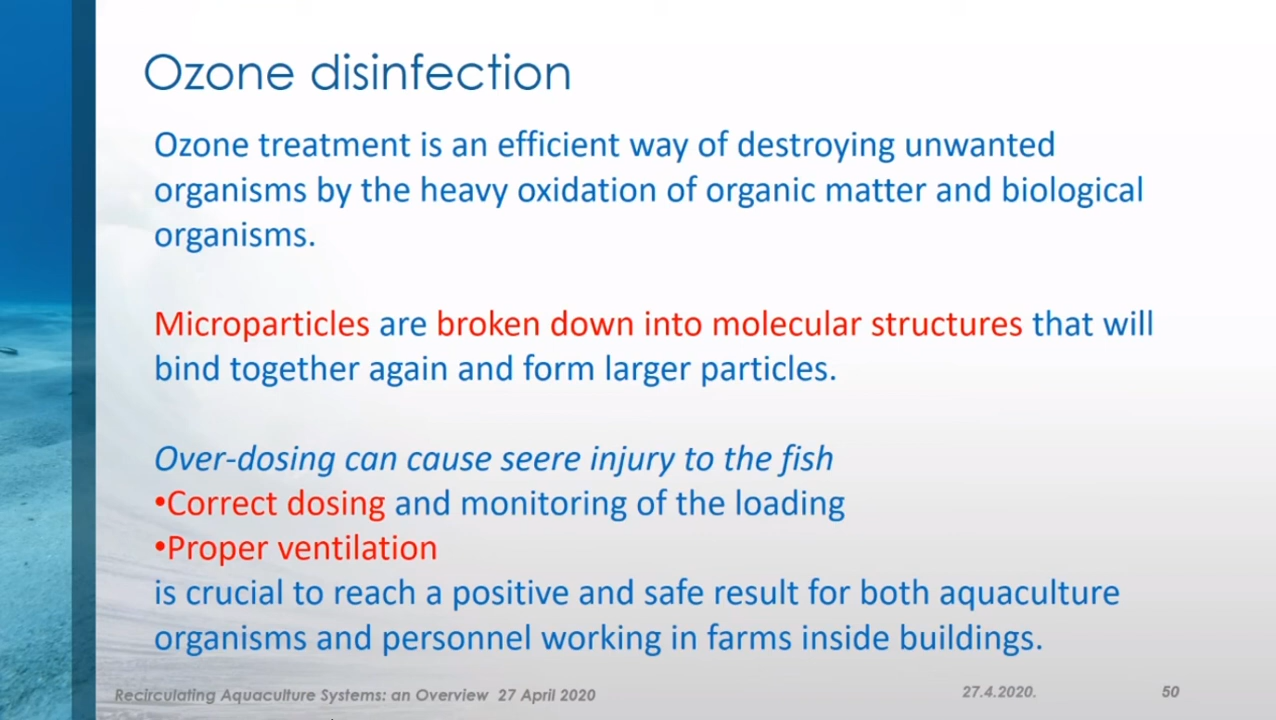 Ozone disinfection
Ozone treatment is an efficient way of destroying unwanted
organisms by the heavy oxidation of organic matter and biological
organisms.
Microparticles are broken down into molecular structures that will
bind together again and form larger particles.
Over-dosing can cause seere injury to the fish
•Correct dosing and monitoring of the loading
•Proper ventilation
is crucial to reach a positive and safe result for both aquaculture
organisms and personnel working in farms inside buildings.
Recirculating Aquaculture Systems: an Overview 27 April 2020
27.4.2020.
50